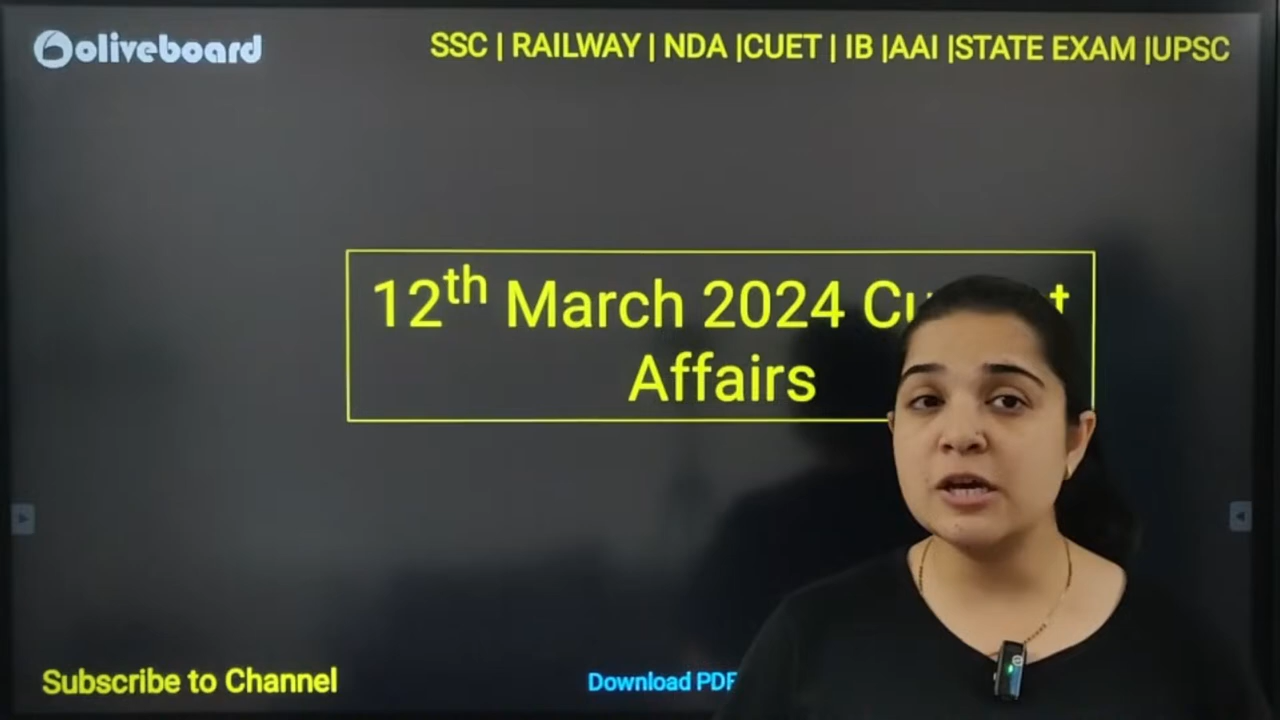 oliveboard
SSC | RAILWAY | NDA |CUET | IB |AAI |STATE EXAM |UPSC
12th March 2024
Affairs
Subscribe to Channel
Download PDF